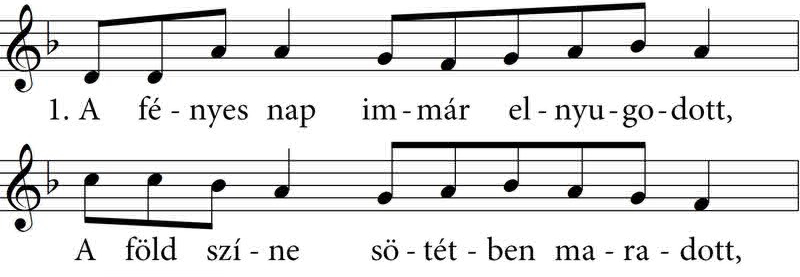 1. A fé - nyes nap im - már el - nyu - go - dott,
A föld szí - ne sö - tét - ben ma - ra - dott,